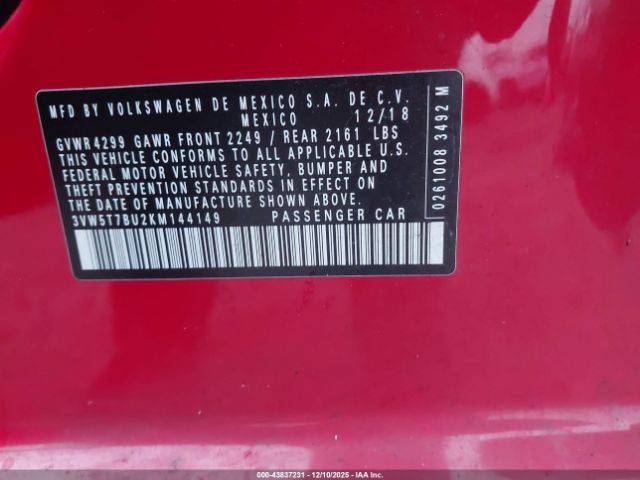 MFD BY VOLKSWAGEN DE MEXICO S.A. DE C.V.
MEXICO 12/18
GVWR4299 GAWR FRONT 2249 / REAR 2161 LBS
THIS VEHICLE CONFORMS TO ALL APPLICABLE U.S.
FEDERAL MOTOR VEHICLE SAFETY, BUMPER AND
THEFT PREVENTION STANDARDS IN EFFECT ON
THE DATE OF MANUFACTURE SHOWN ABOVE.
3VW5T7BU2KM144149 PASSENGER CAR
0261008 3492 M
000-43837231 - 12/10/2025 - IAA Inc.